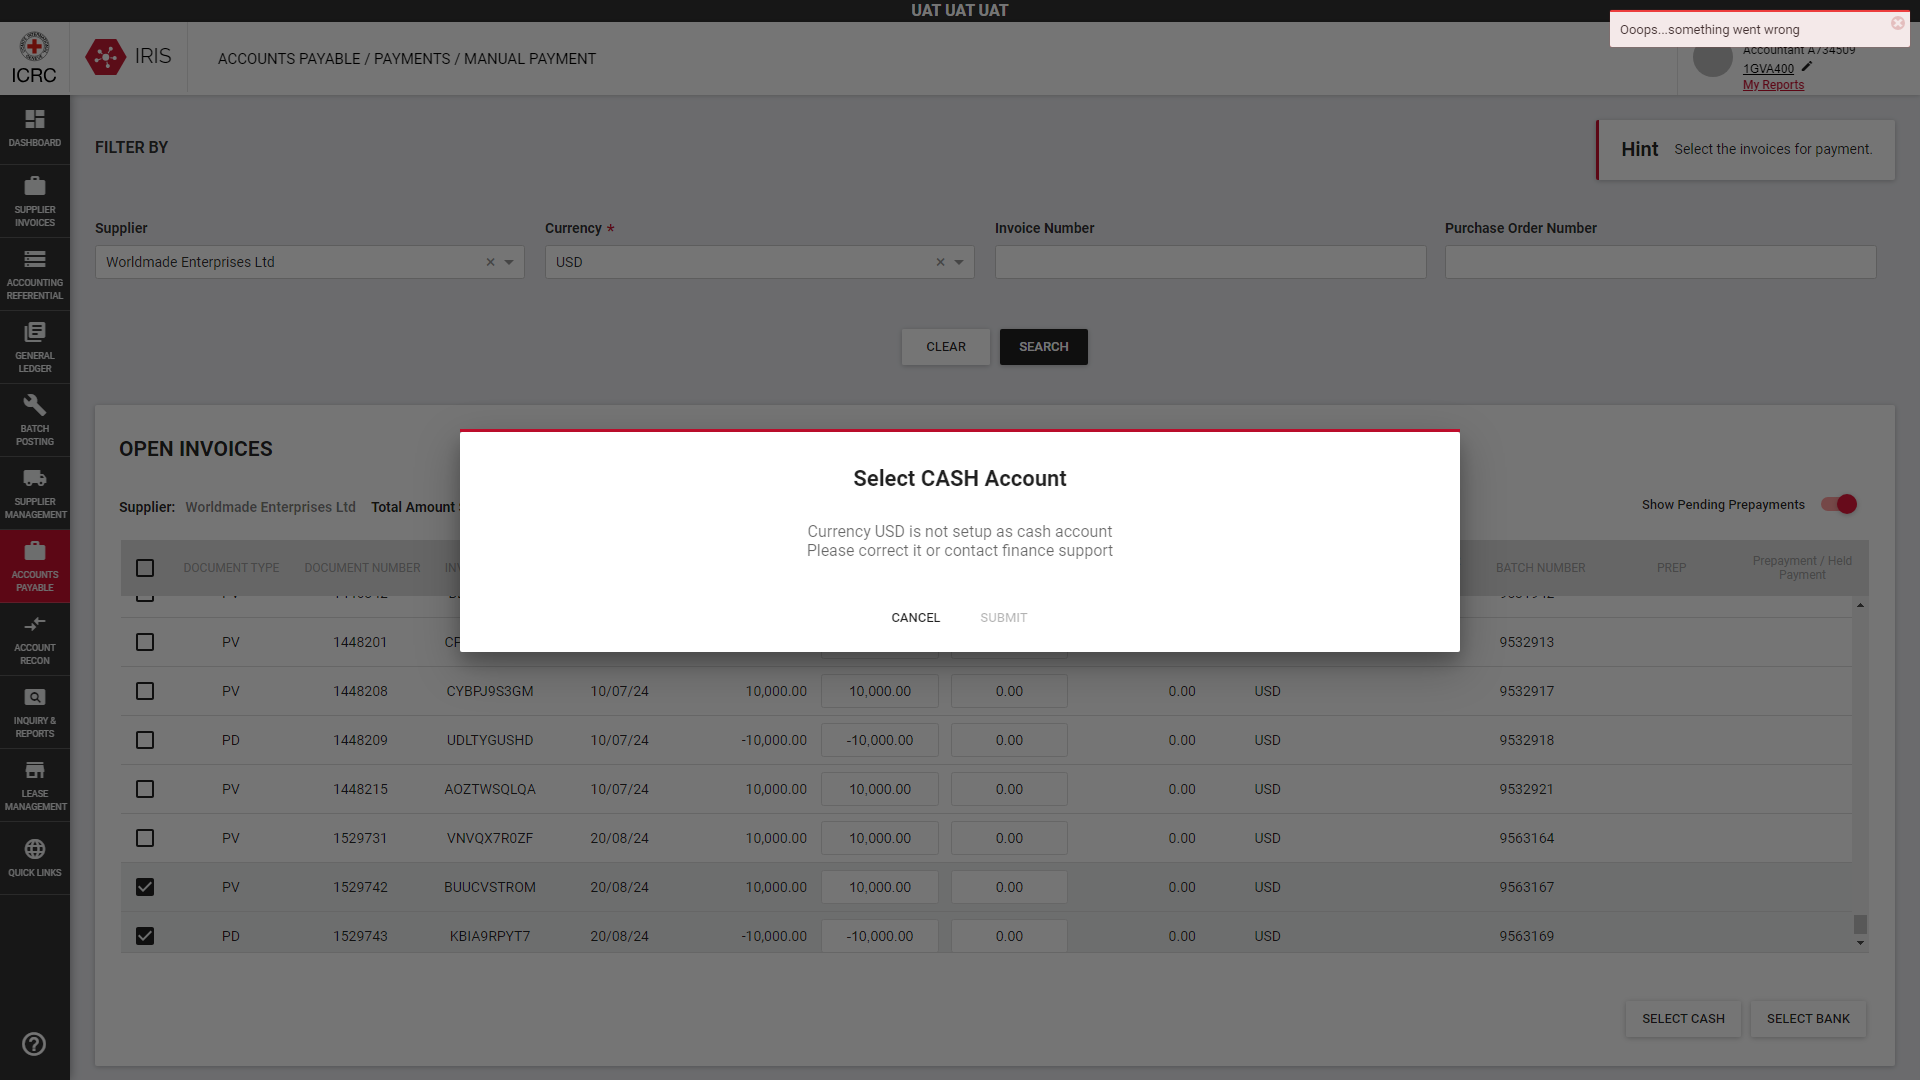 UAT UAT UAT
Ooops...something went wrong
ICRC
IRIS
ACCOUNTS PAYABLE / PAYMENTS / MANUAL PAYMENT
Accountant A734509
1GVA400
My Reports
DASHBOARD
SUPPLIER
INVOICES
ACCOUNTING
REFERENTIAL
GENERAL
LEDGER
BATCH
POSTING
SUPPLIER
MANAGEMENT
ACCOUNTS
PAYABLE
ACCOUNT
RECON
INQUIRY &
REPORTS
LEASE
MANAGEMENT
QUICK LINKS
FILTER BY
Hint Select the invoices for payment.
Supplier Currency * Invoice Number Purchase Order Number
Worldmade Enterprises Ltd USD
CLEAR SEARCH
OPEN INVOICES
Supplier: Worldmade Enterprises Ltd Total Amount
Show Pending Prepayments
Select CASH Account
Currency USD is not setup as cash account
Please correct it or contact finance support
CANCEL SUBMIT
DOCUMENT TYPE DOCUMENT NUMBER BATCH NUMBER PREP Prepayment / Held
Payment
PV 1448201 9532913
PV 1448208 CYBPJ9S3GM 10/07/24 10,000.00 10,000.00 0.00 0.00 USD 9532917
PD 1448209 UDLTYGUSHD 10/07/24 -10,000.00 -10,000.00 0.00 0.00 USD 9532918
PV 1448215 AOZTWSQLQA 10/07/24 10,000.00 10,000.00 0.00 0.00 USD 9532921
PV 1529731 VNVQX7R0ZF 20/08/24 10,000.00 10,000.00 0.00 0.00 USD 9563164
PV 1529742 BUUCVSTROM 20/08/24 10,000.00 10,000.00 0.00 0.00 USD 9563167
PD 1529743 KBIA9RPYT7 20/08/24 -10,000.00 -10,000.00 0.00 0.00 USD 9563169
SELECT CASH SELECT BANK